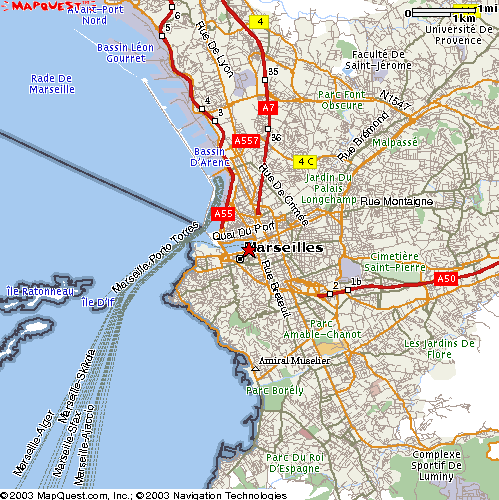 MAPQUEST
Avant-Port
Nord
6
5
4
1mi
1km
Université de
Provence
Bassin Léon
Gourret
Rue De Lyon
Faculté De
Saint-Jérome
Rade De
Marseille
35
A7
Parc Font
Obscure
N1547
4
3
A557
36
Rue Brémond
Malpassé
Bassin
D'Arenc
4 C
Rue De Crimée
Jardin Du
Palais
Longchamp
Rue Montaigne
A55
Quai Du Port
Marseille-Porto Torres
Marseilles
Cimetière
Saint-Pierre
A50
Île Ratonneau
Île D'If
Rue Breteuil
2
1b
Parc
Amable-Chanot
Les Jardins De
Flore
Amiral Muselier
Parc Borély
Marseille-Skikda
Marseille-Alger
Marseille-Sfax
Marseille-Ajaccio
Parc Du Roi
D'Espagne
Complexe
Sportif De
Luminy
©2003 MapQuest.com, Inc.; ©2003 Navigation Technologies